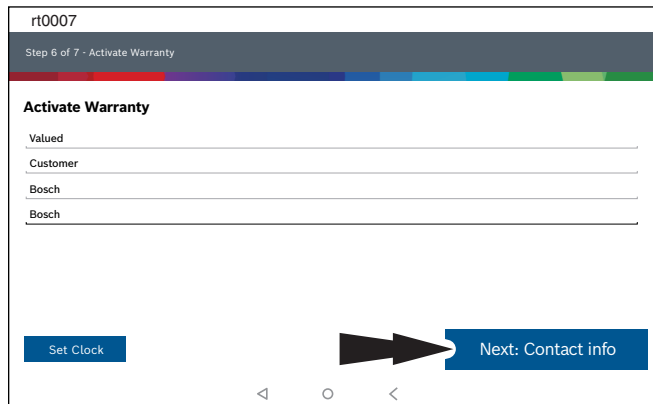 rt0007
Step 6 of 7 - Activate Warranty
Activate Warranty
Valued
Customer
Bosch
Bosch
Set Clock
Next: Contact info